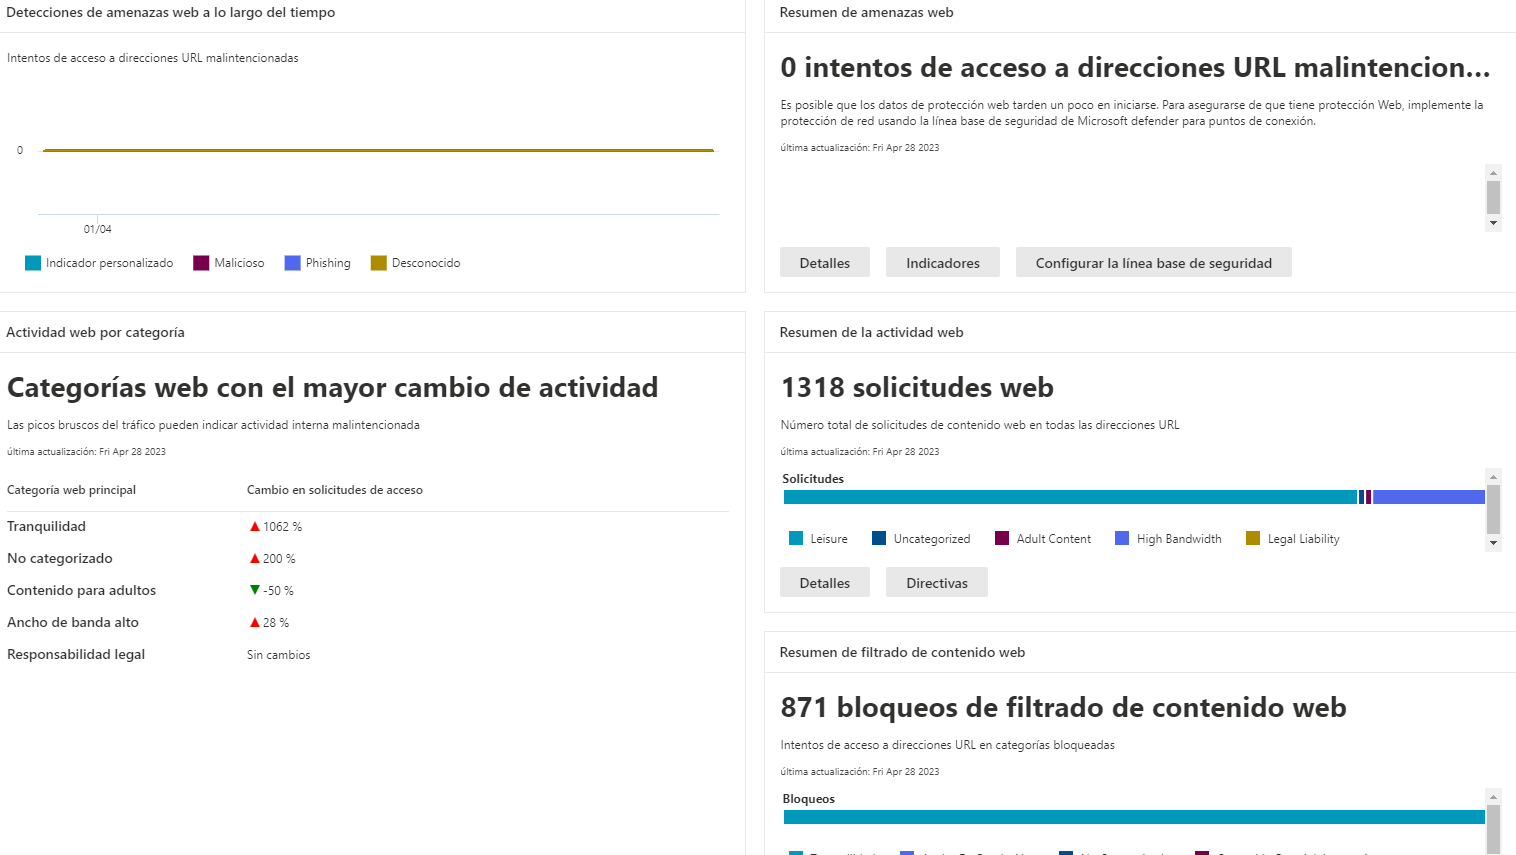 Detecciones de amenazas web a lo largo del tiempo
Intentos de acceso a direcciones URL malintencionadas
0
01/04
Indicador personalizado Malicioso Phishing Desconocido
Resumen de amenazas web
0 intentos de acceso a direcciones URL malintencion...
Es posible que los datos de protección web tarden un poco en iniciarse. Para asegurarse de que tiene protección Web, implemente la
protección de red usando la línea base de seguridad de Microsoft defender para puntos de conexión.
última actualización: Fri Apr 28 2023
Detalles Indicadores Configurar la línea base de seguridad
Actividad web por categoría
Categorías web con el mayor cambio de actividad
Las picos bruscos del tráfico pueden indicar actividad interna malintencionada
última actualización: Fri Apr 28 2023
Categoría web principal Cambio en solicitudes de acceso
Tranquilidad ▲ 1062 %
No categorizado ▲ 200 %
Contenido para adultos ▼ -50 %
Ancho de banda alto ▲ 28 %
Responsabilidad legal Sin cambios
Resumen de la actividad web
1318 solicitudes web
Número total de solicitudes de contenido web en todas las direcciones URL
última actualización: Fri Apr 28 2023
Solicitudes
Leisure Uncategorized Adult Content High Bandwidth Legal Liability
Detalles Directivas
Resumen de filtrado de contenido web
871 bloqueos de filtrado de contenido web
Intentos de acceso a direcciones URL en categorías bloqueadas
última actualización: Fri Apr 28 2023
Bloqueos